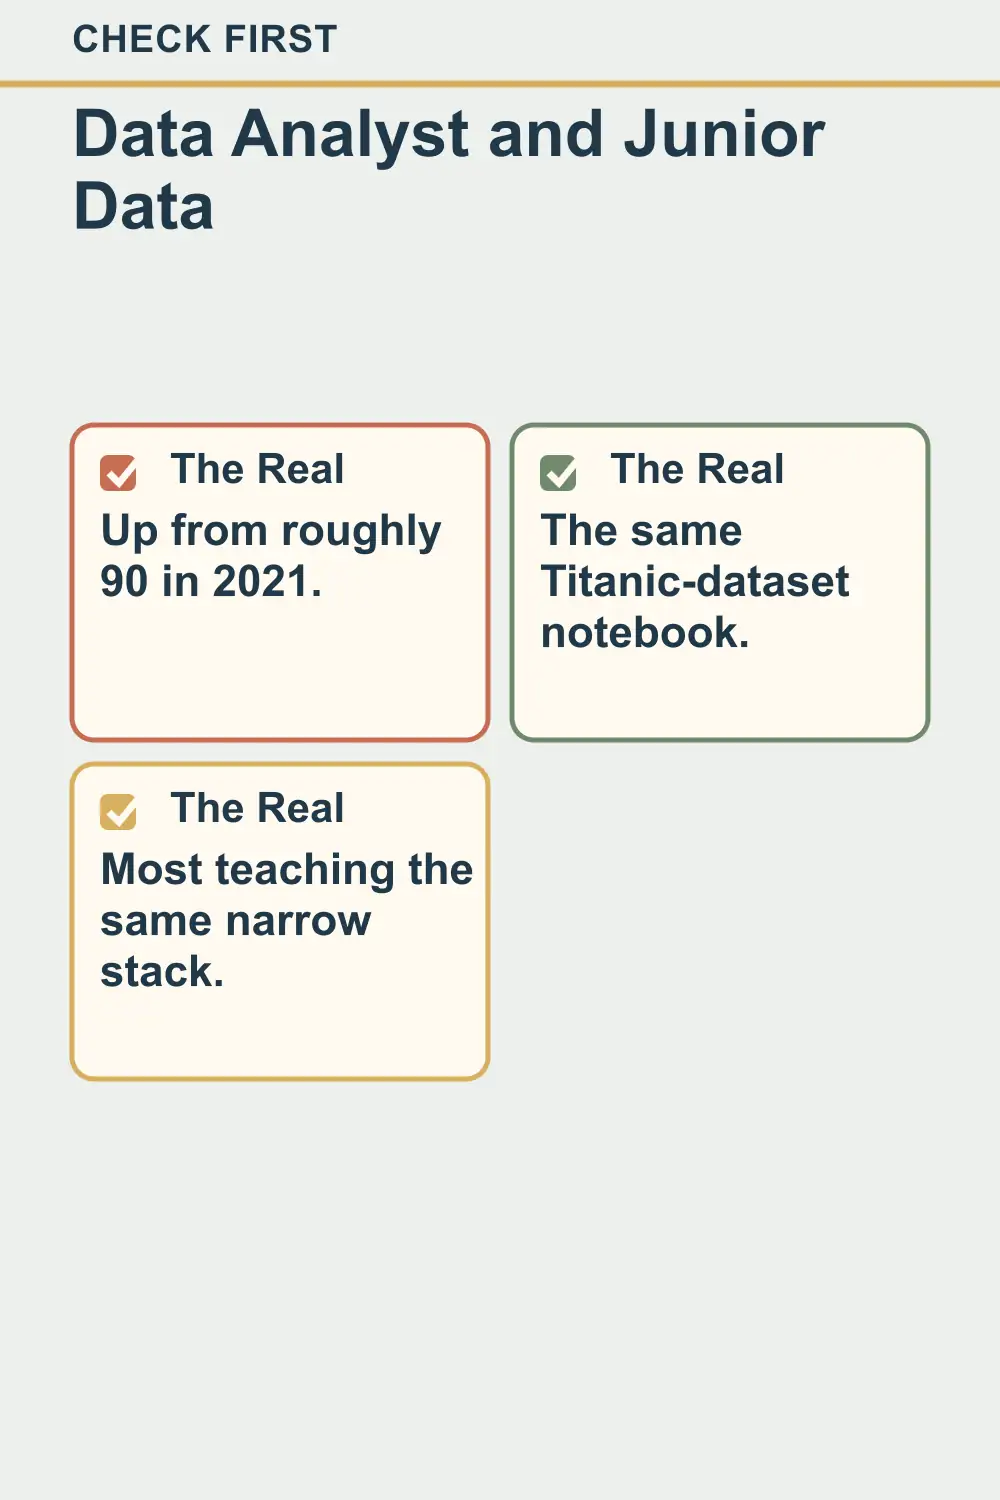 CHECK FIRST
Data Analyst and Junior
Data
The Real
Up from roughly
90 in 2021.
The Real
The same
Titanic-dataset
notebook.
The Real
Most teaching the
same narrow
stack.